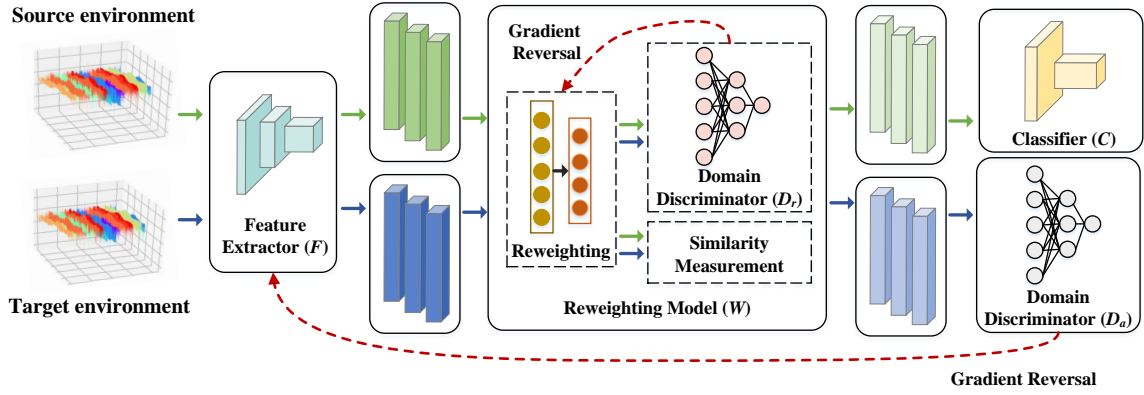 Source environment
Target environment
Feature
Extractor (F)
Gradient
Reversal
Reweighting
Domain
Discriminator (Dr)
Similarity
Measurement
Reweighting Model (W)
Classifier (C)
Domain
Discriminator (Da)
Gradient Reversal